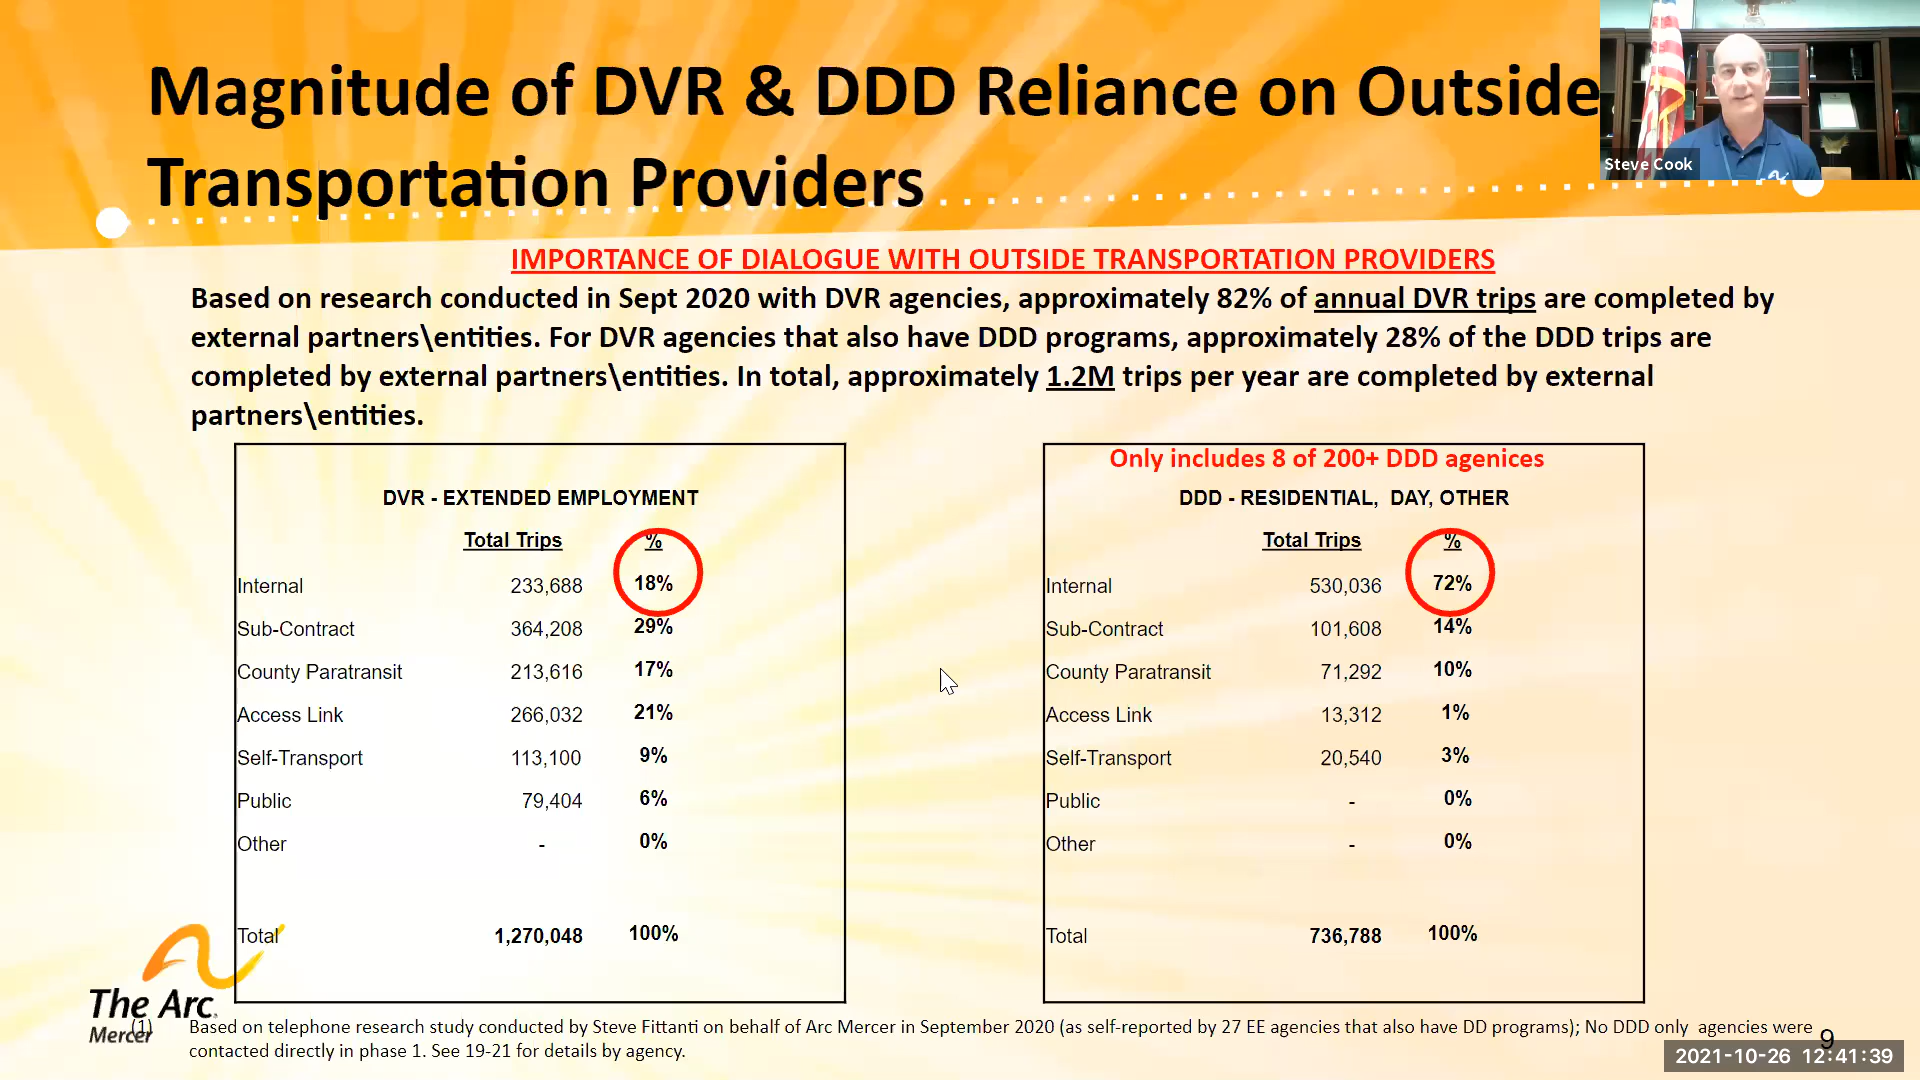 Magnitude of DVR & DDD Reliance on Outside
Transportation Providers
Steve Cook
IMPORTANCE OF DIALOGUE WITH OUTSIDE TRANSPORTATION PROVIDERS
Based on research conducted in Sept 2020 with DVR agencies, approximately 82% of annual DVR trips are completed by
external partners\entities. For DVR agencies that also have DDD programs, approximately 28% of the DDD trips are
completed by external partners\entities. In total, approximately 1.2M trips per year are completed by external
partners\entities.
DVR - EXTENDED EMPLOYMENT
Total Trips %
Internal 233,688 18%
Sub-Contract 364,208 29%
County Paratransit 213,616 17%
Access Link 266,032 21%
Self-Transport 113,100 9%
Public 79,404 6%
Other - 0%
Total 1,270,048 100%
Only includes 8 of 200+ DDD agenices
DDD - RESIDENTIAL, DAY, OTHER
Total Trips %
Internal 530,036 72%
Sub-Contract 101,608 14%
County Paratransit 71,292 10%
Access Link 13,312 1%
Self-Transport 20,540 3%
Public - 0%
Other - 0%
Total 736,788 100%
The Arc.
Mercer
(1) Based on telephone research study conducted by Steve Fittanti on behalf of Arc Mercer in September 2020 (as self-reported by 27 EE agencies that also have DD programs); No DDD only agencies were
contacted directly in phase 1. See 19-21 for details by agency.
9
2021-10-26 12:41:39